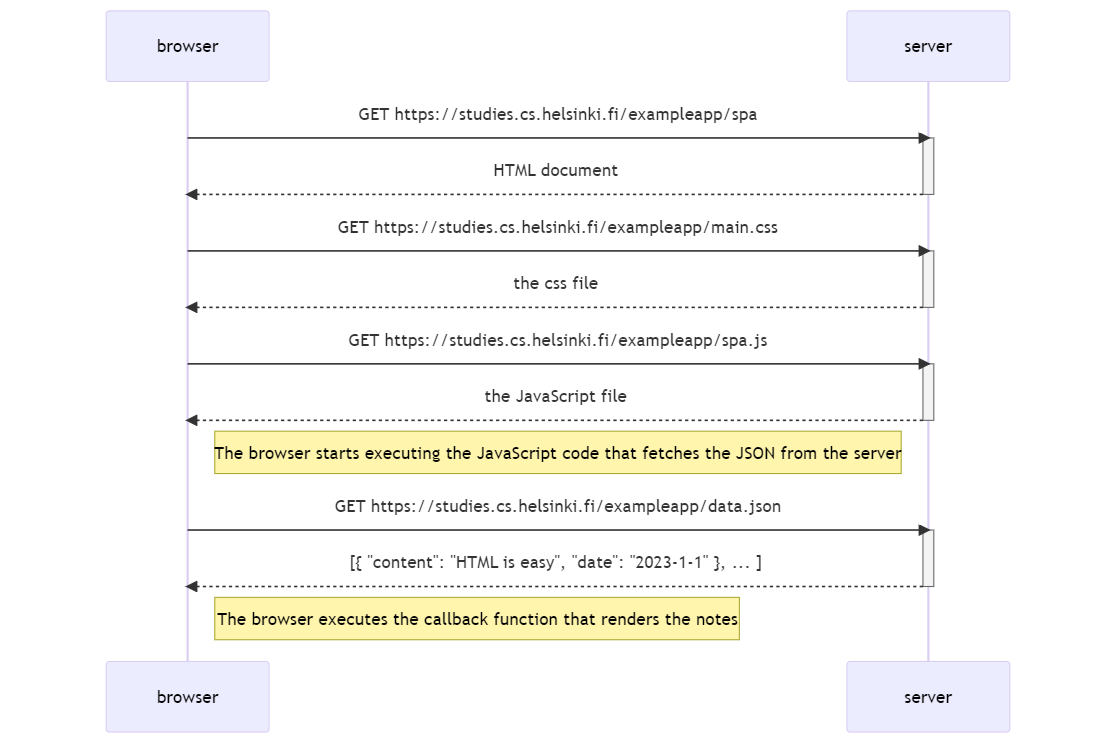 browser
server
GET https://studies.cs.helsinki.fi/exampleapp/spa
HTML document
GET https://studies.cs.helsinki.fi/exampleapp/main.css
the css file
GET https://studies.cs.helsinki.fi/exampleapp/spa.js
the JavaScript file
The browser starts executing the JavaScript code that fetches the JSON from the server
GET https://studies.cs.helsinki.fi/exampleapp/data.json
[{ "content": "HTML is easy", "date": "2023-1-1" }, ... ]
The browser executes the callback function that renders the notes
browser
server